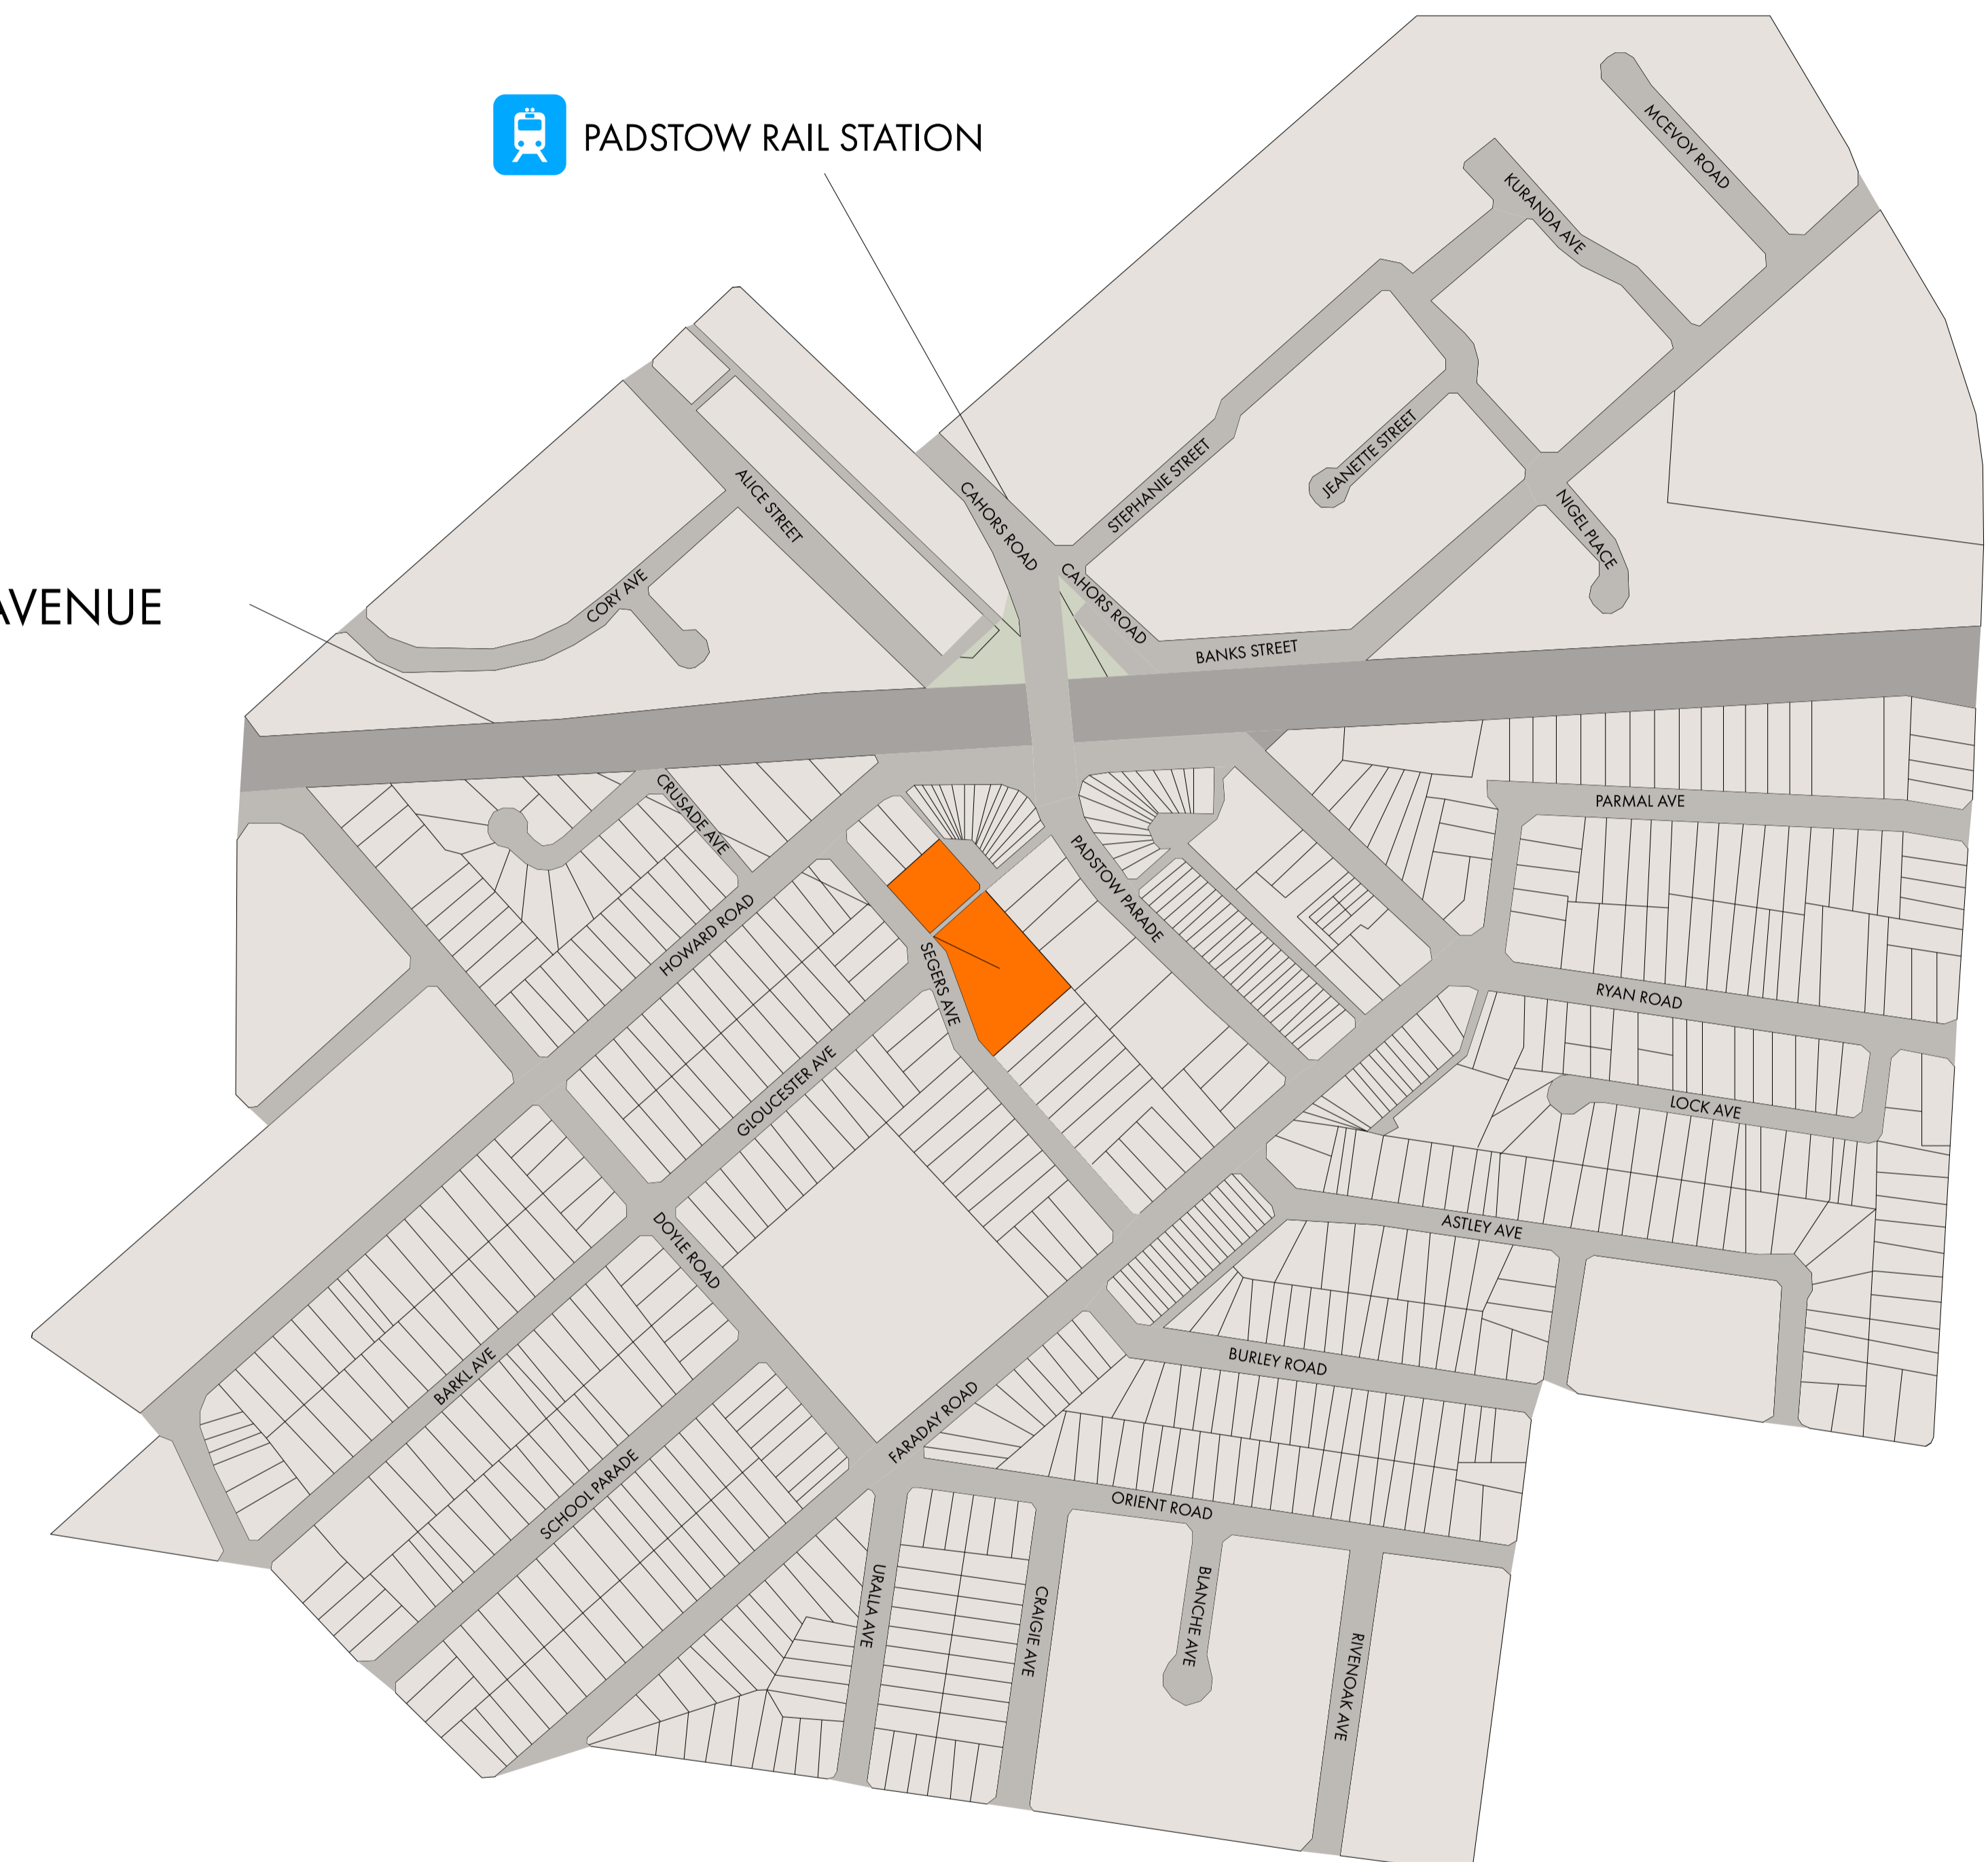 PADSTOW RAIL STATION
MCEVOY ROAD
KURANDA AVE
ALICE STREET
CAHORS ROAD
STEPHANIE STREET
JEANETTE STREET
NIGEL PLACE
AVENUE
CORY AVE
CAHORS ROAD
BANKS STREET
CRUSADE AVE
PADSTOW PARADE
PARMAL AVE
HOWARD ROAD
SEGERS AVE
RYAN ROAD
GLOUCESTER AVE
LOCK AVE
DOYLE ROAD
ASTLEY AVE
BARKL AVE
BURLEY ROAD
FARADAY ROAD
SCHOOL PARADE
ORIENT ROAD
URALLA AVE
CRAIGIE AVE
BLANCHE AVE
RIVENOAK AVE